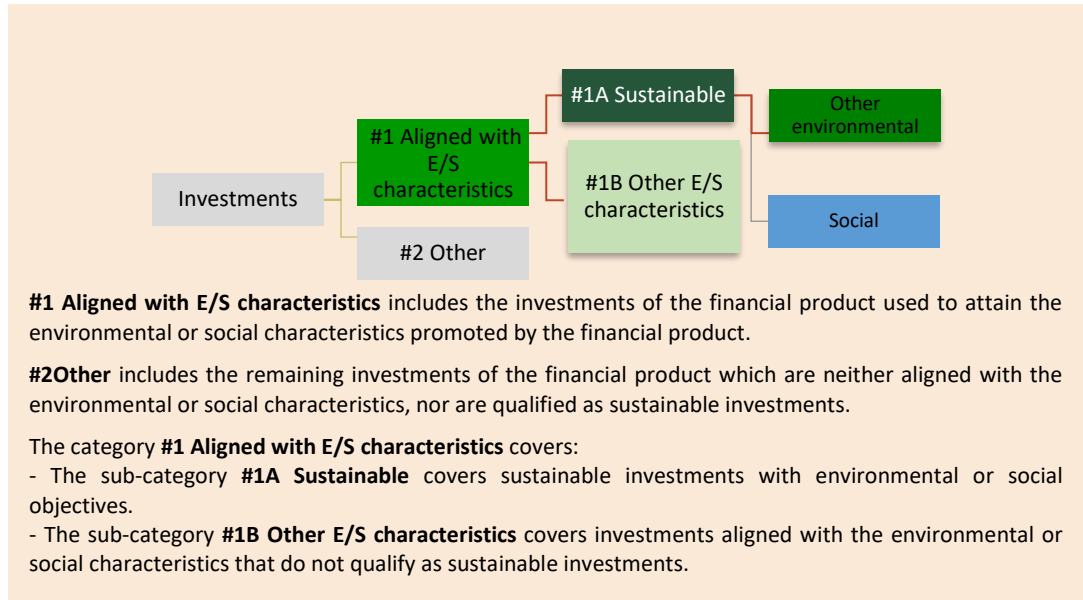 #1A Sustainable
Other
environmental
#1 Aligned with
E/S
characteristics
#1B Other E/S
characteristics
Investments
Social
#2 Other
#1 Aligned with E/S characteristics includes the investments of the financial product used to attain the
environmental or social characteristics promoted by the financial product.
#2Other includes the remaining investments of the financial product which are neither aligned with the
environmental or social characteristics, nor are qualified as sustainable investments.
The category #1 Aligned with E/S characteristics covers:
- The sub-category #1A Sustainable covers sustainable investments with environmental or social
objectives.
- The sub-category #1B Other E/S characteristics covers investments aligned with the environmental or
social characteristics that do not qualify as sustainable investments.